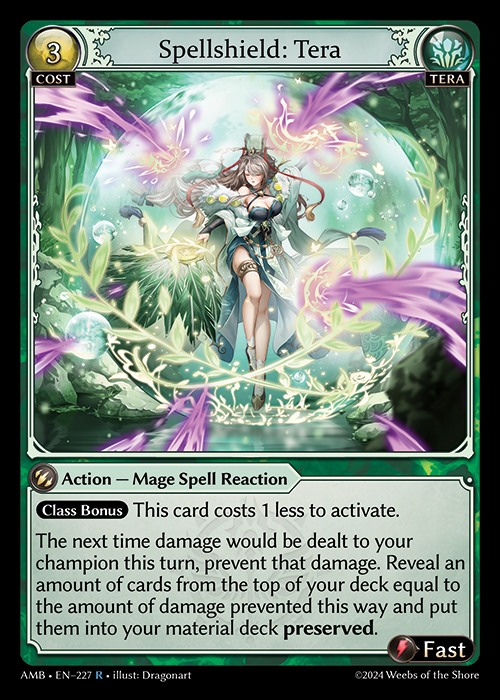 3
Spellshield: Tera
COST
TERA
Action — Mage Spell Reaction
Class Bonus This card costs 1 less to activate.
The next time damage would be dealt to your
champion this turn, prevent that damage. Reveal an
amount of cards from the top of your deck equal to
the amount of damage prevented this way and put
them into your material deck preserved.
Fast
AMB • EN–227 R • illust: Dragonart
©2024 Weebs of the Shore